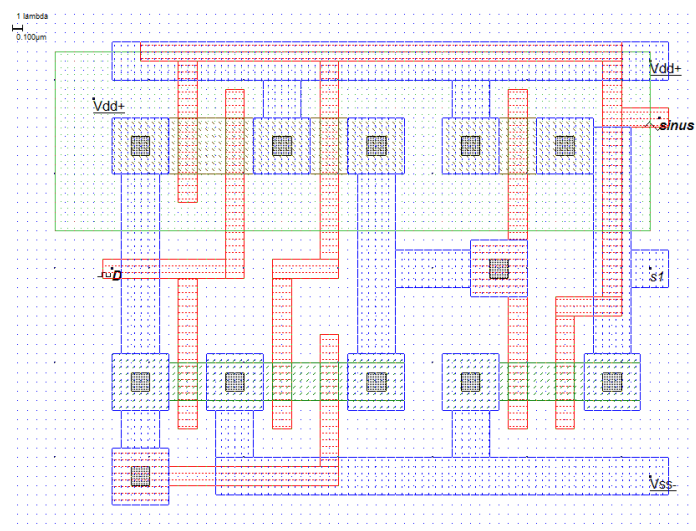 1 lambda
0.100µm
Vdd+
Vdd+
sinus
D
s1
Vss-